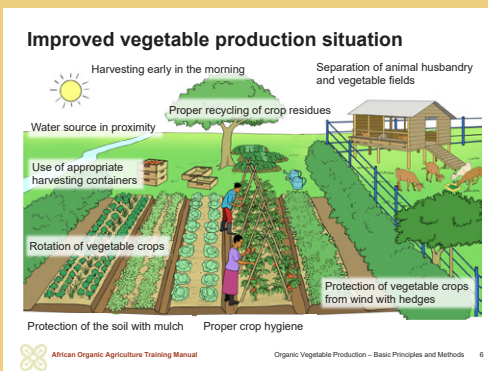 Improved vegetable production situation
Harvesting early in the morning
Separation of animal husbandry
and vegetable fields
Proper recycling of crop residues
Water source in proximity
Use of appropriate
harvesting containers
Rotation of vegetable crops
Protection of vegetable crops
from wind with hedges
Protection of the soil with mulch
Proper crop hygiene
African Organic Agriculture Training Manual
Organic Vegetable Production – Basic Principles and Methods
6